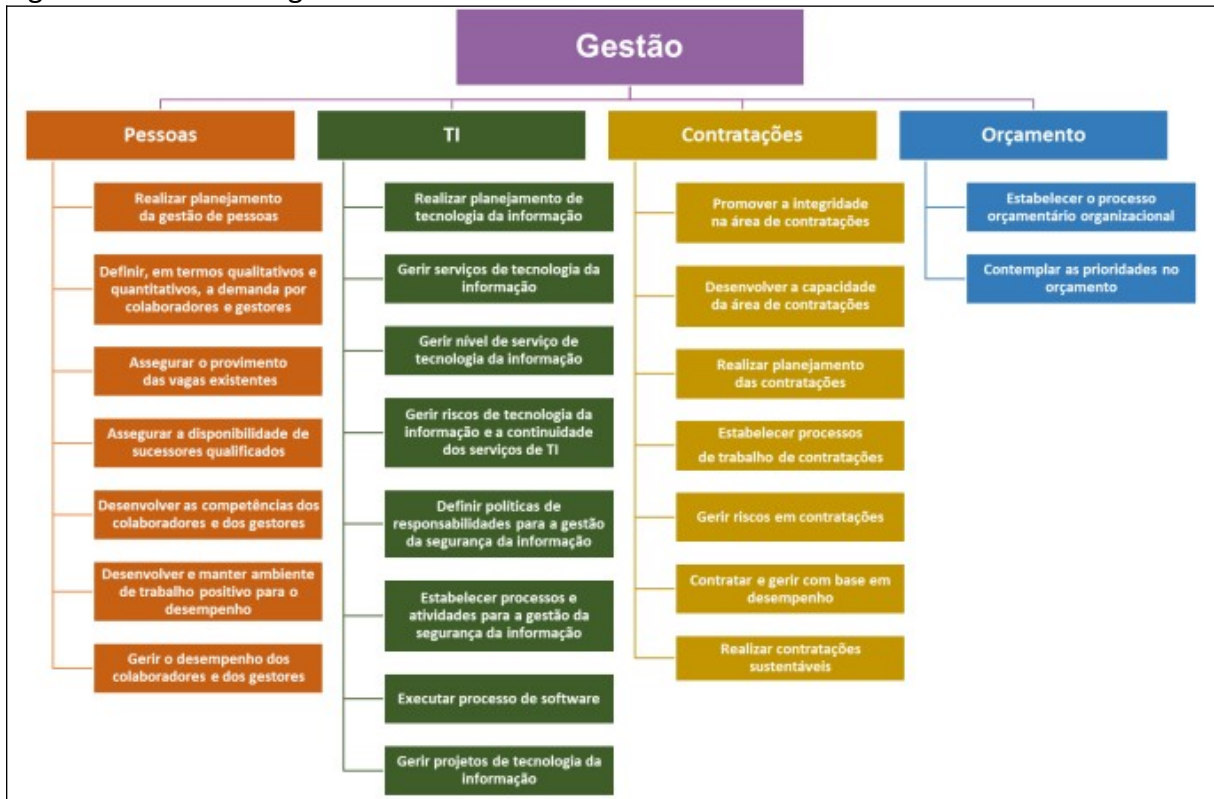 Gestão
Pessoas
Realizar planejamento
da gestão de pessoas
Definir, em termos qualitativos e
quantitativos, a demanda por
colaboradores e gestores
Assegurar o provimento
das vagas existentes
Assegurar a disponibilidade de
sucessores qualificados
Desenvolver as competências dos
colaboradores e dos gestores
Desenvolver e manter ambiente
de trabalho positivo para o
desempenho
Gerir o desempenho dos
colaboradores e dos gestores
TI
Realizar planejamento de
tecnologia da informação
Gerir serviços de tecnologia da
informação
Gerir nível de serviço de
tecnologia da informação
Gerir riscos de tecnologia da
informação e a continuidade
dos serviços de TI
Definir políticas de
responsabilidades para a gestão
da segurança da informação
Estabelecer processos e
atividades para a gestão da
segurança da informação
Executar processo de software
Gerir projetos de tecnologia da
informação
Contratações
Promover a integridade
na área de contratações
Desenvolver a capacidade
da área de contratações
Realizar planejamento
das contratações
Estabelecer processos
de trabalho de contratações
Gerir riscos em contratações
Contratar e gerir com base em
desempenho
Realizar contratações
sustentáveis
Orçamento
Estabelecer o processo
orçamentário organizacional
Contemplar as prioridades no
orçamento